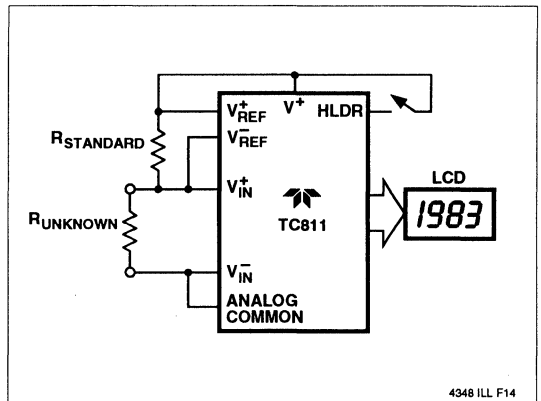 V+REF
V+
HLDR
V−REF
RSTANDARD
V+IN
LCD
1983
TC811
RUNKNOWN
V−IN
ANALOG
COMMON
4348 ILL F14